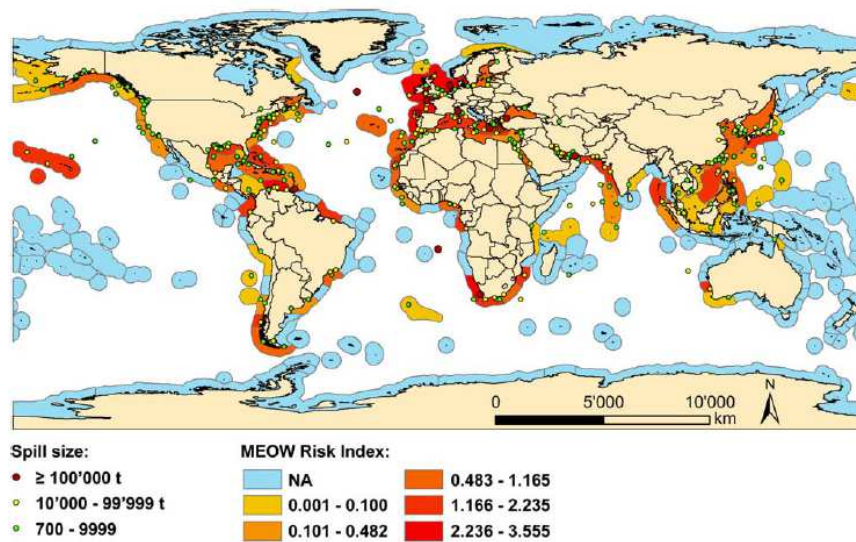 0 5'000 10'000
km
N
Spill size:
≥ 100'000 t
10'000 - 99'999 t
700 - 9999
MEOW Risk Index:
NA
0.001 - 0.100
0.101 - 0.482
0.483 - 1.165
1.166 - 2.235
2.236 - 3.555